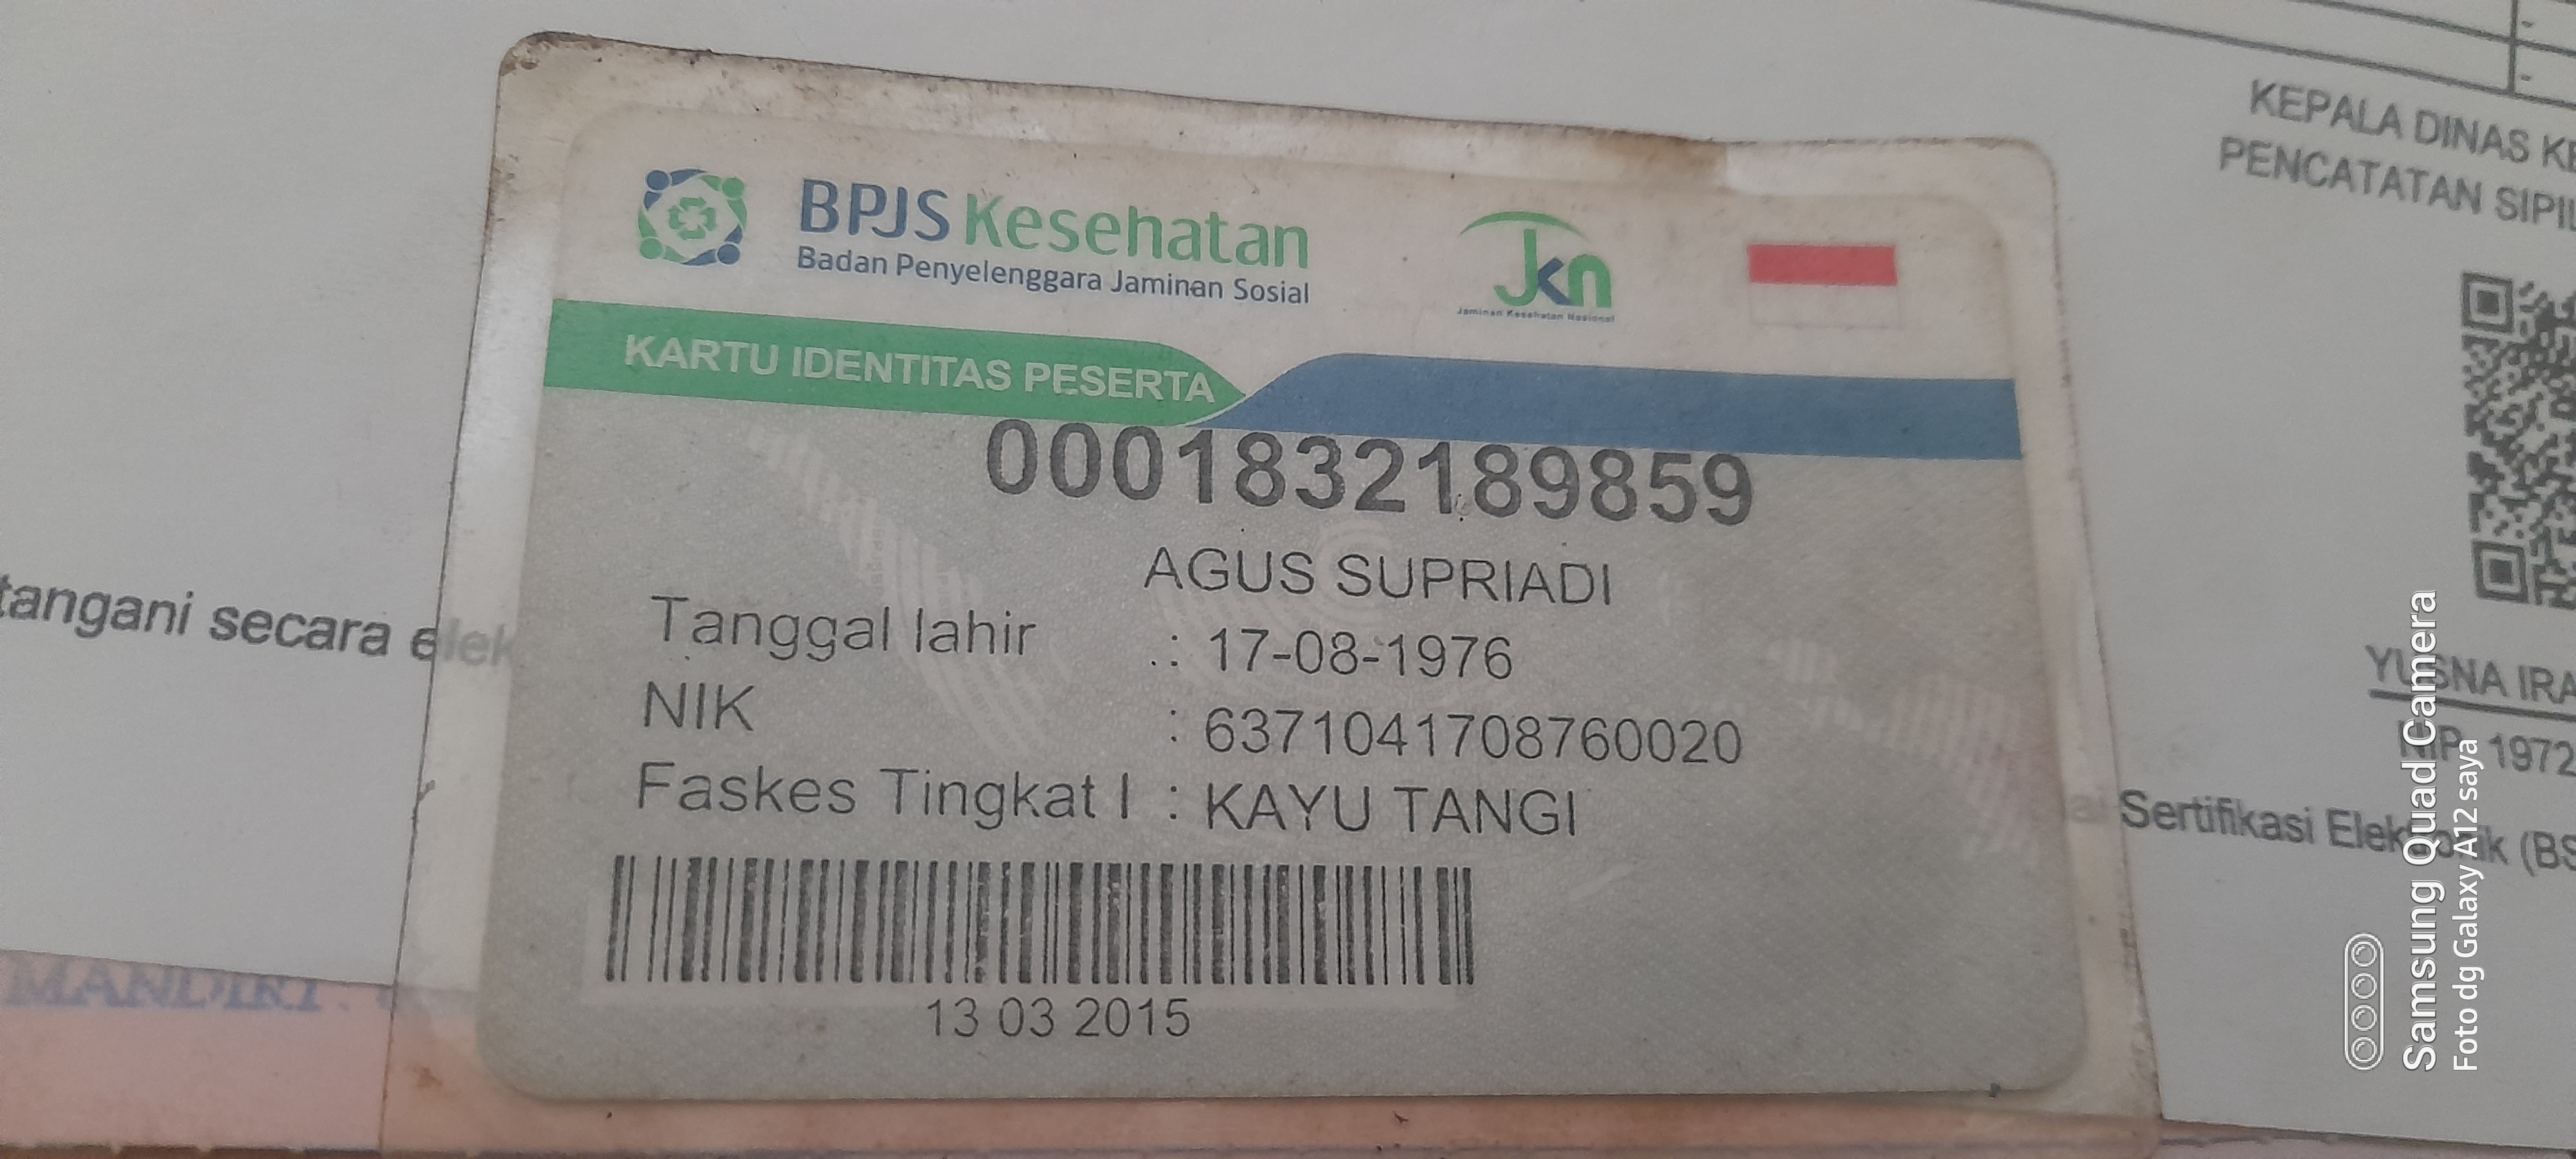 BPJS Kesehatan
Badan Penyelenggara Jaminan Sosial
Jkn
Jaminan Kesehatan Nasional
KARTU IDENTITAS PESERTA
0001832189859
AGUS SUPRIADI
Tanggal lahir : 17-08-1976
NIK : 6371041708760020
Faskes Tingkat I : KAYU TANGI
13 03 2015
tangani secara elek
Sertifikasi Elektronik (BS
KEPALA DINAS
PENCATATAN SIPIL
YUSNA IRA
NIP. 1972
MANDIRI
Samsung Quad Camera
Foto dg Galaxy A12 saya